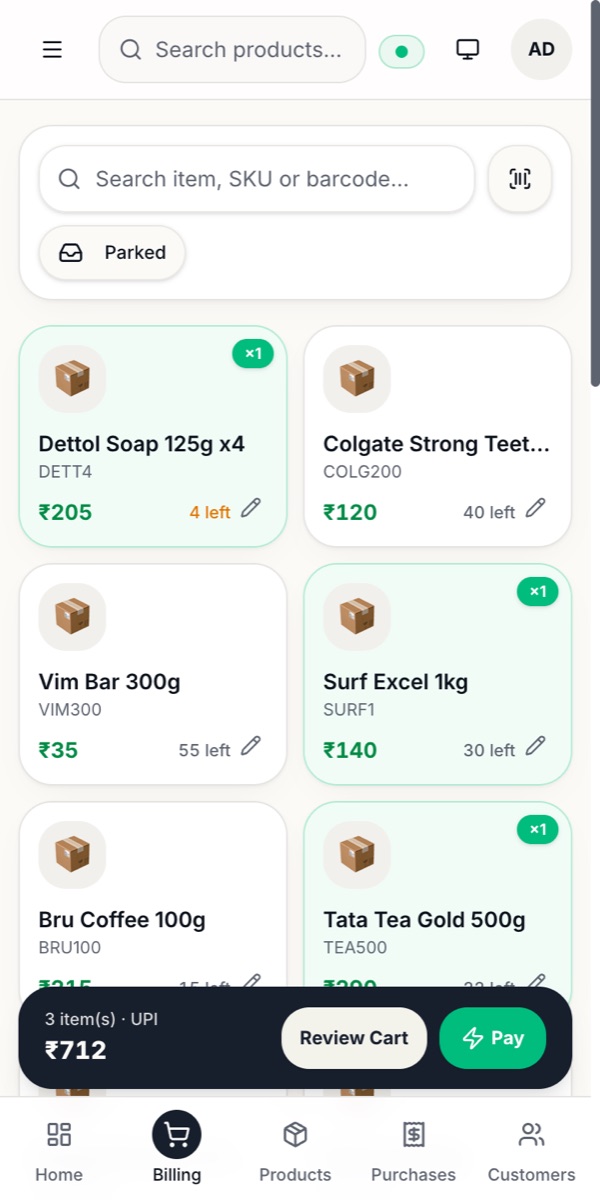 Search products...
AD
Search item, SKU or barcode...
Parked
×1
Dettol Soap 125g x4
DETT4
₹205
4 left
Colgate Strong Teet...
COLG200
₹120
40 left
Vim Bar 300g
VIM300
₹35
55 left
×1
Surf Excel 1kg
SURF1
₹140
30 left
Bru Coffee 100g
BRU100
×1
Tata Tea Gold 500g
TEA500
3 item(s) · UPI
₹712
Review Cart
Pay
Home
Billing
Products
Purchases
Customers